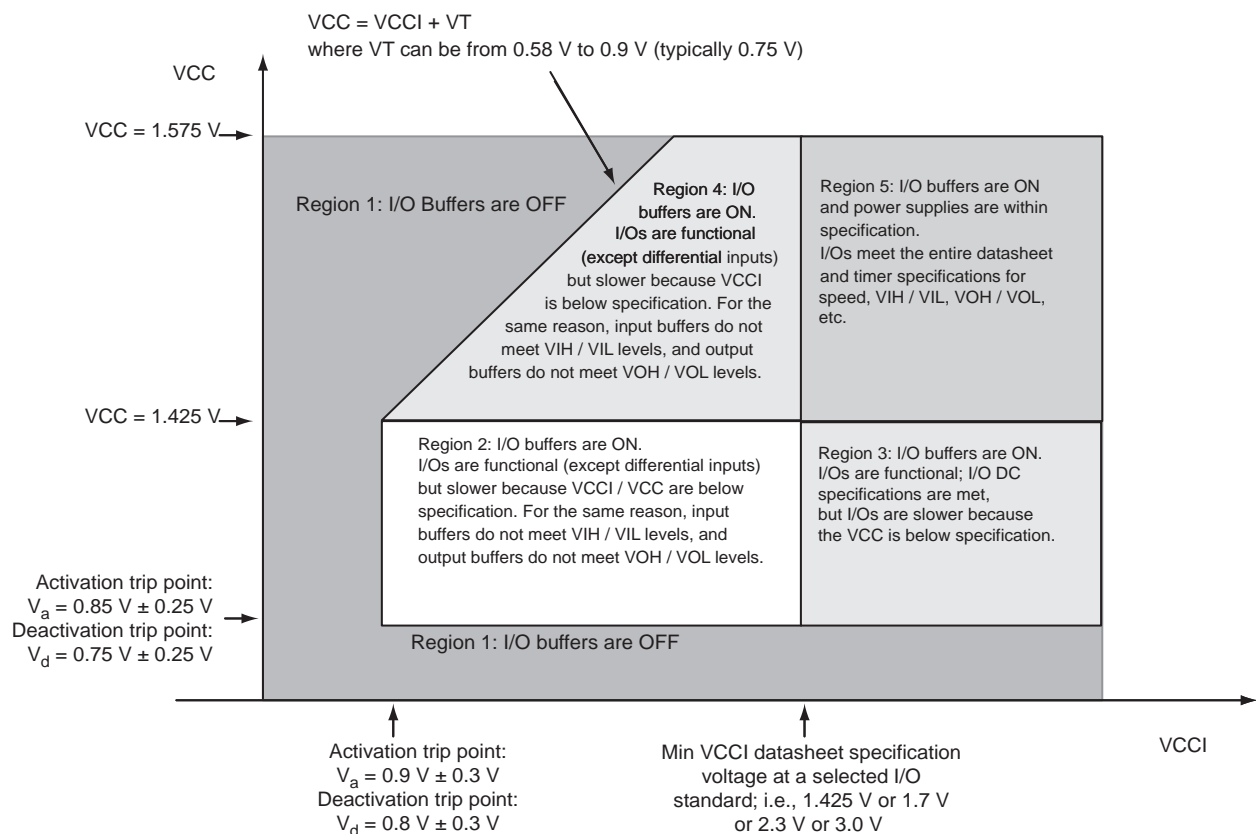 VCC = VCCI + VT
where VT can be from 0.58 V to 0.9 V (typically 0.75 V)
VCC
VCC = 1.575 V
Region 1: I/O Buffers are OFF
Region 4: I/O
buffers are ON.
I/Os are functional
(except differential inputs)
but slower because VCCI
is below specification. For the
same reason, input buffers do not
meet VIH / VIL levels, and output
buffers do not meet VOH / VOL levels.
Region 5: I/O buffers are ON
and power supplies are within
specification.
I/Os meet the entire datasheet
and timer specifications for
speed, VIH / VIL, VOH / VOL,
etc.
VCC = 1.425 V
Region 2: I/O buffers are ON.
I/Os are functional (except differential inputs)
but slower because VCCI / VCC are below
specification. For the same reason, input
buffers do not meet VIH / VIL levels, and
output buffers do not meet VOH / VOL levels.
Region 3: I/O buffers are ON.
I/Os are functional; I/O DC
specifications are met,
but I/Os are slower because
the VCC is below specification.
Activation trip point:
Va = 0.85 V ± 0.25 V
Deactivation trip point:
Vd = 0.75 V ± 0.25 V
Region 1: I/O buffers are OFF
VCCI
Activation trip point:
Va = 0.9 V ± 0.3 V
Deactivation trip point:
Vd = 0.8 V ± 0.3 V
Min VCCI datasheet specification
voltage at a selected I/O
standard; i.e., 1.425 V or 1.7 V
or 2.3 V or 3.0 V